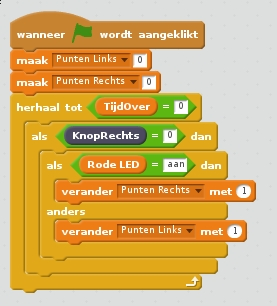 wanneer wordt aangeklikt
maak Punten Links 0
maak Punten Rechts 0
herhaal tot TijdOver = 0
als KnopRechts = 0 dan
als Rode LED = aan dan
verander Punten Rechts met 1
anders
verander Punten Links met 1